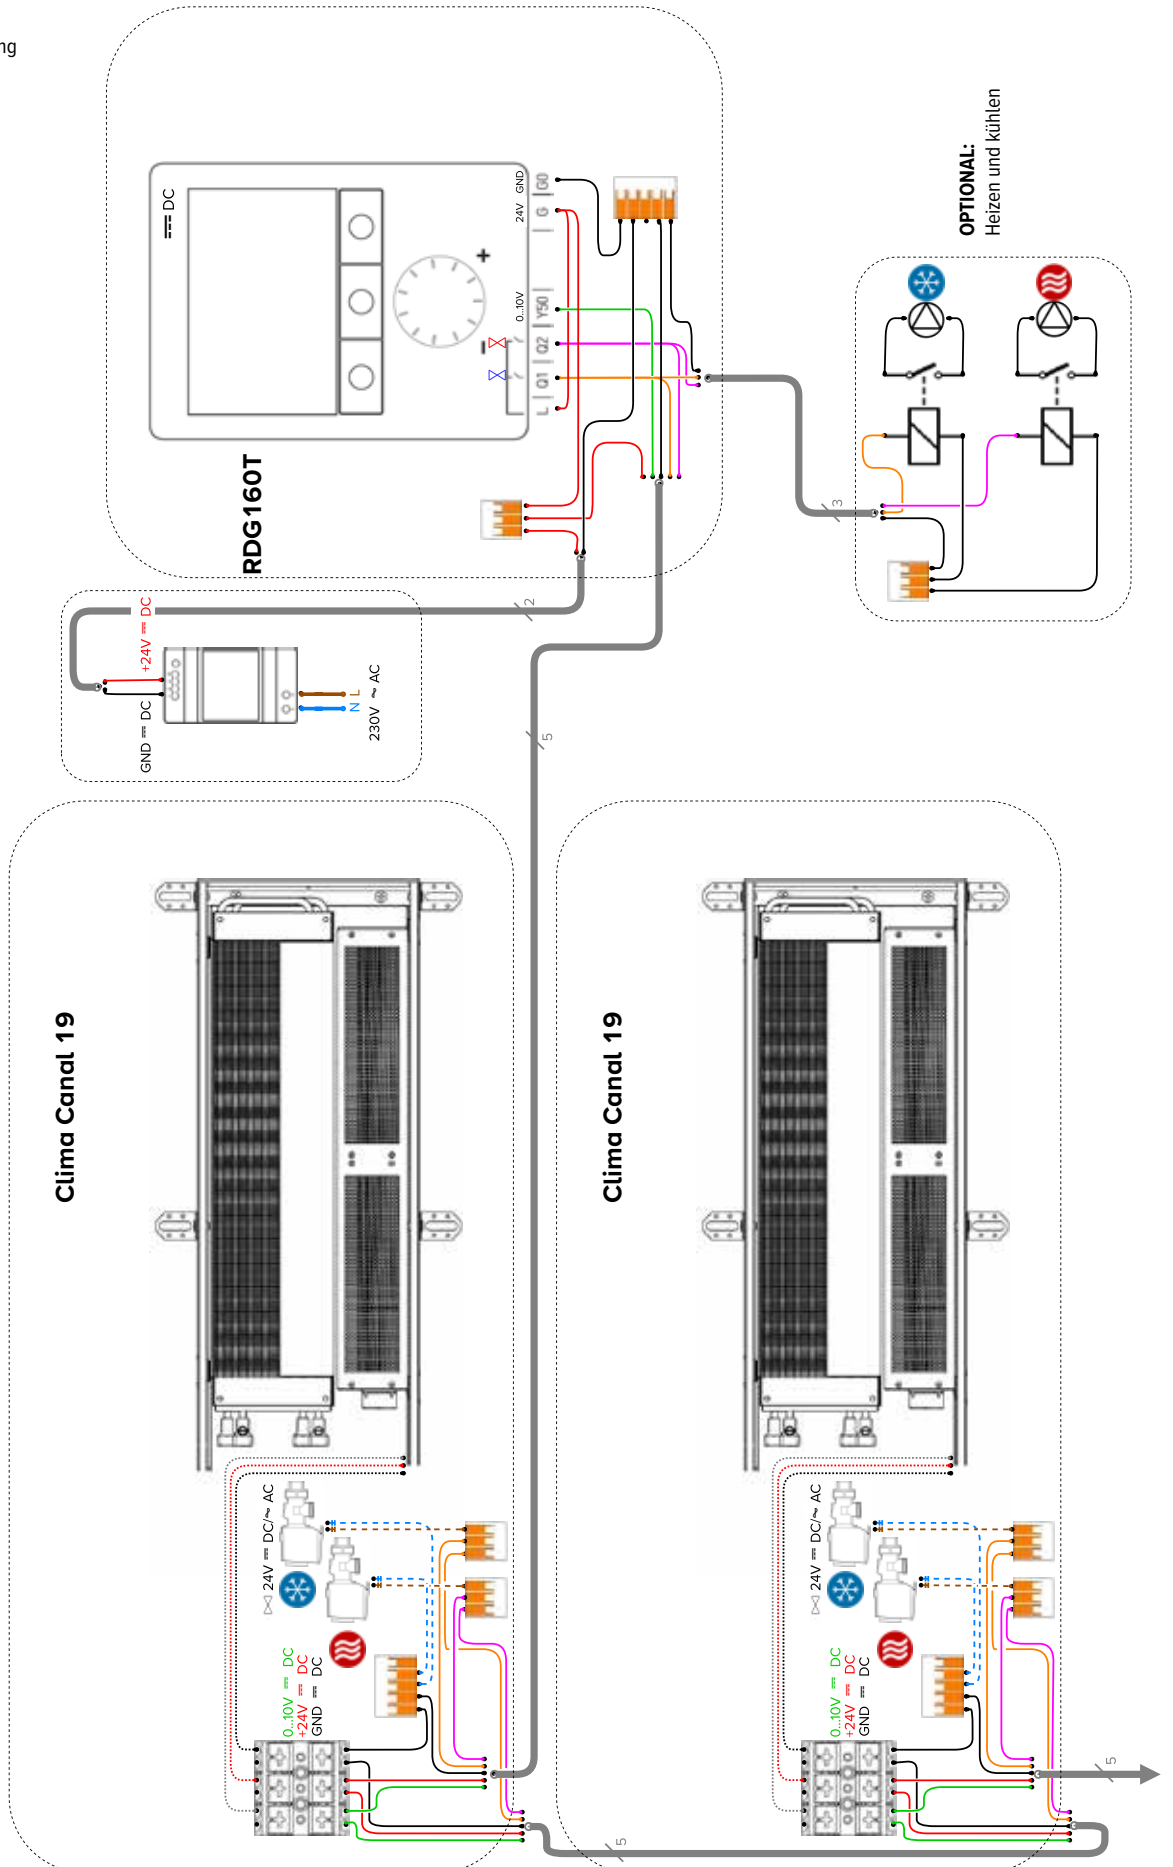 ng
DC
GND
24V
0...10V
G0
G
Y50
Q2
Q1
L
+
−
RDG160T
OPTIONAL:
Heizen und kühlen
3
2
5
+24V ⎓ DC
GND ⎓ DC
L
N
230V ~ AC
Clima Canal 19
24V ⎓ DC/~ AC
0...10V ⎓ DC
+24V ⎓ DC
GND ⎓ DC
5
Clima Canal 19
24V ⎓ DC/~ AC
0...10V ⎓ DC
+24V ⎓ DC
GND ⎓ DC
5